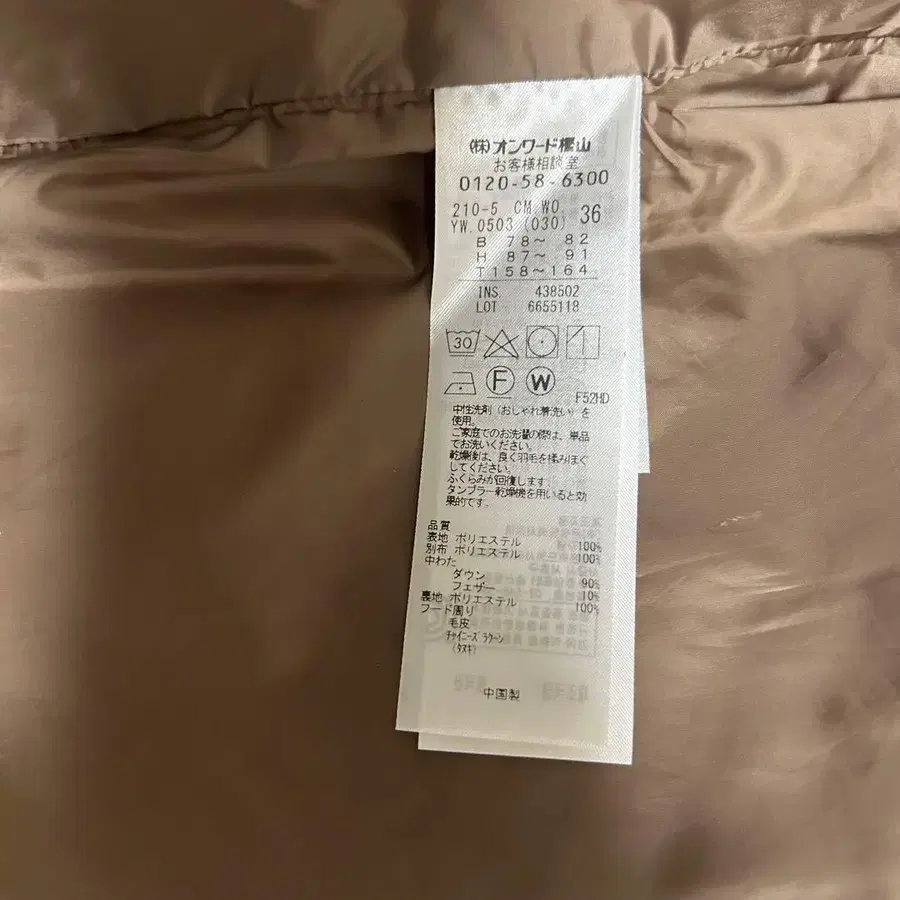 (株)オンワード樫山
お客様相談室
0120-58-6300
210-5 CM WO. 36
YW.0503 (030)
B 78~ 82
H 87~ 91
T158~164
INS. 438502
LOT 6655118
30
F W
F52HD
中性洗剤(おしゃれ着洗い)を
使用。
ご家庭でのお洗濯の際は、単品
でお洗いください。
乾燥後は、良く羽毛を揉みほぐ
してください。
ふくらみが回復します。
タンブラー乾燥機を用いると効
果的です。
品質
表地 ポリエステル 100%
別布 ポリエステル 100%
中わた
ダウン 90%
フェザー 10%
裏地 ポリエステル 100%
フード周り
毛皮
チャイニーズラクーン
(タヌキ)
中国製